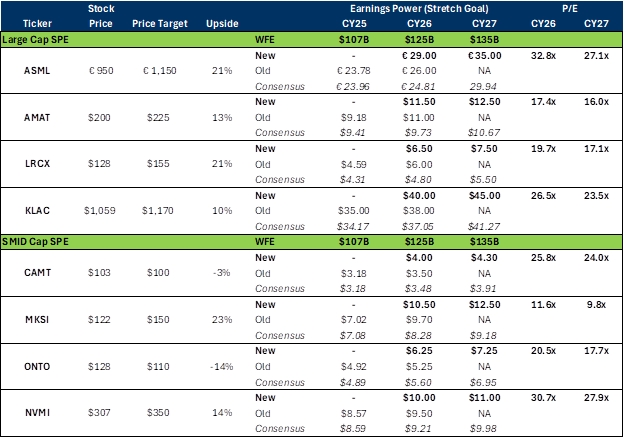 Stock Earnings Power (Stretch Goal) P/E
Ticker Price Price Target Upside CY25 CY26 CY27 CY26 CY27
Large Cap SPE WFE $107B $125B $135B
New - € 29.00 € 35.00 32.8x 27.1x
ASML € 950 € 1,150 21% Old € 23.78 € 26.00 NA
Consensus € 23.96 € 24.81 29.94
New - $11.50 $12.50 17.4x 16.0x
AMAT $200 $225 13% Old $9.18 $11.00 NA
Consensus $9.41 $9.73 $10.67
New - $6.50 $7.50 19.7x 17.1x
LRCX $128 $155 21% Old $4.59 $6.00 NA
Consensus $4.31 $4.80 $5.50
New - $40.00 $45.00 26.5x 23.5x
KLAC $1,059 $1,170 10% Old $35.00 $38.00 NA
Consensus $34.17 $37.05 $41.27
SMID Cap SPE WFE $107B $125B $135B
New - $4.00 $4.30 25.8x 24.0x
CAMT $103 $100 -3% Old $3.18 $3.50 NA
Consensus $3.18 $3.48 $3.91
New - $10.50 $12.50 11.6x 9.8x
MKSI $122 $150 23% Old $7.02 $9.70 NA
Consensus $7.08 $8.28 $9.18
New - $6.25 $7.25 20.5x 17.7x
ONTO $128 $110 -14% Old $4.92 $5.25 NA
Consensus $4.89 $5.60 $6.95
New - $10.00 $11.00 30.7x 27.9x
NVMI $307 $350 14% Old $8.57 $9.50 NA
Consensus $8.59 $9.21 $9.98